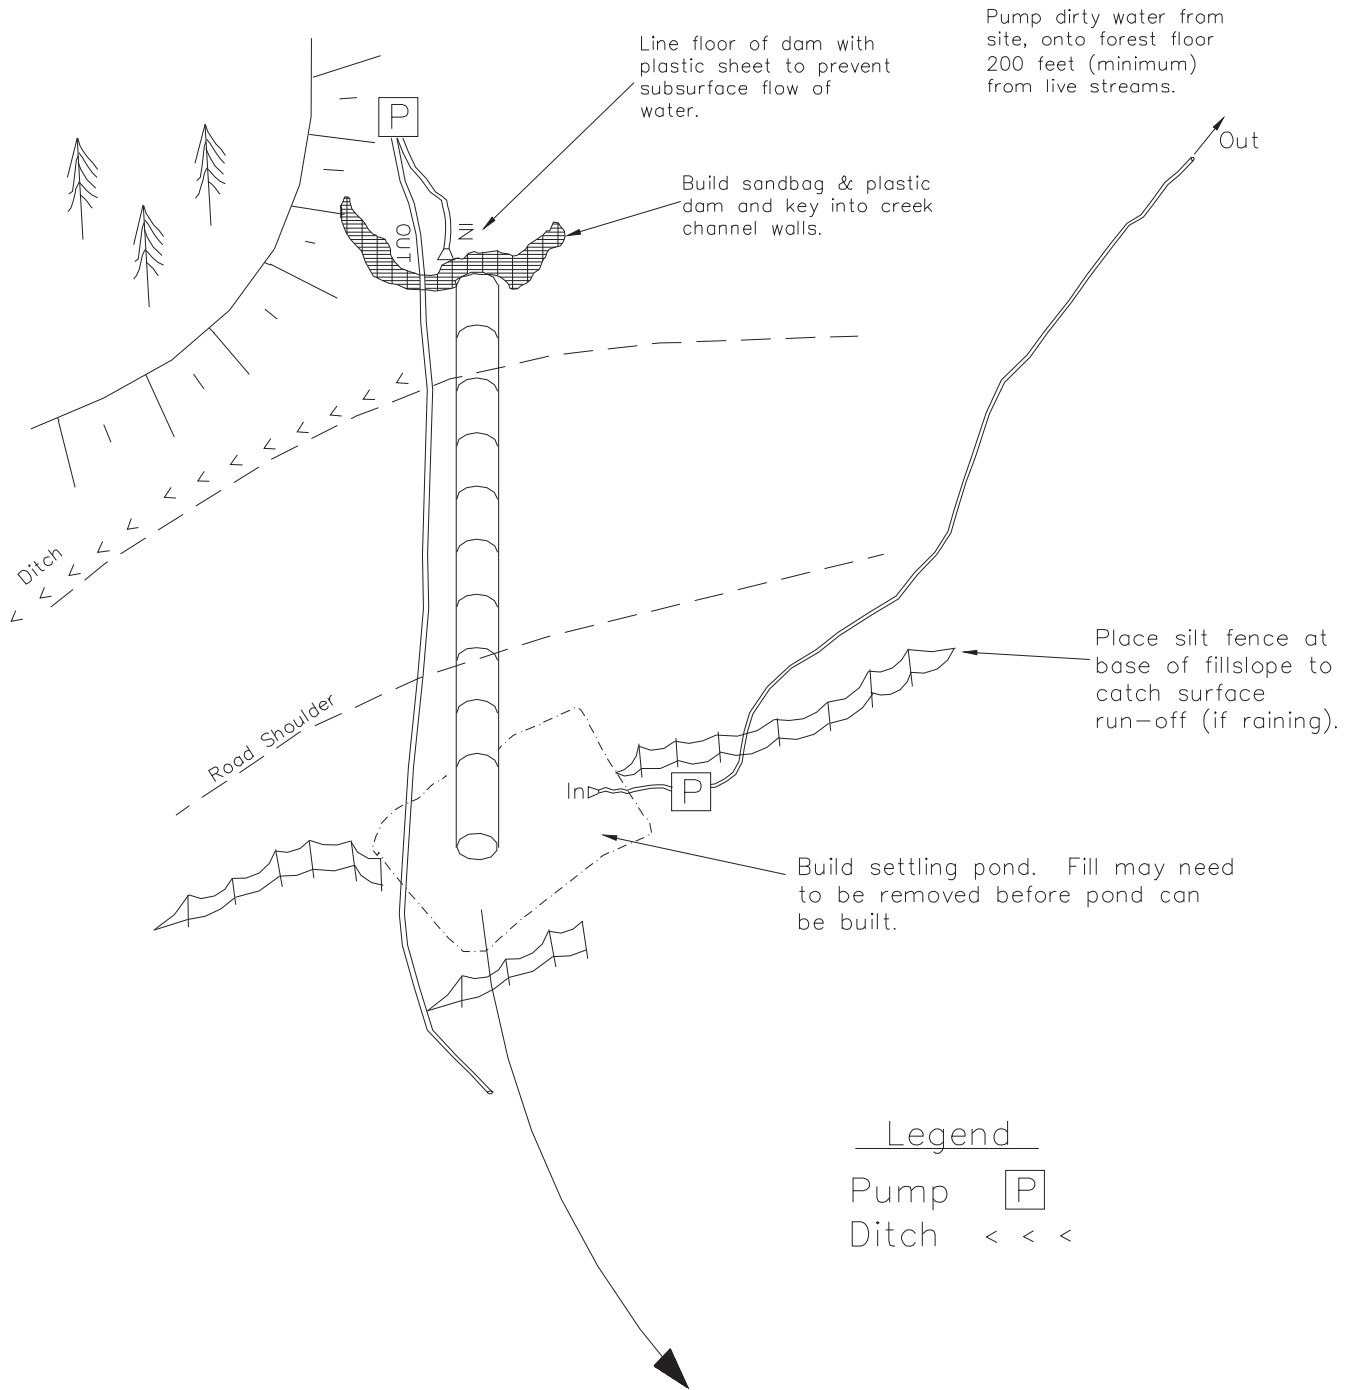 Pump dirty water from
site, onto forest floor
200 feet (minimum)
from live streams.
Out
Line floor of dam with
plastic sheet to prevent
subsurface flow of
water.
P
Build sandbag & plastic
dam and key into creek
channel walls.
OUT
IN
Ditch
Place silt fence at
base of fillslope to
catch surface
run-off (if raining).
Road Shoulder
In
P
Build settling pond. Fill may need
to be removed before pond can
be built.
Legend
Pump P
Ditch < < <